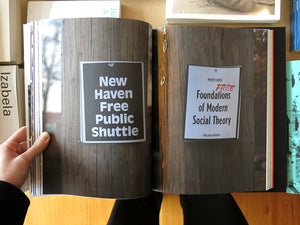 Izabela
New
Haven
Free
Public
Shuttle
FREE
Foundations
of Modern
Social Theory